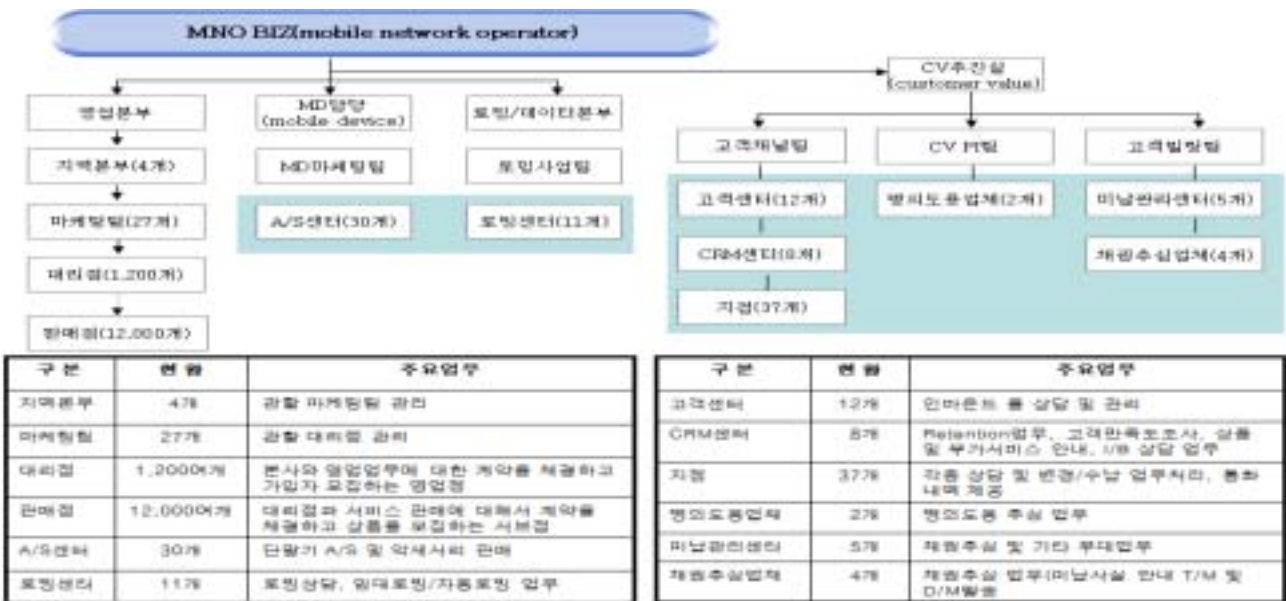 MNO BIZ(mobile network operator)
CV추진실
(customer value)
영업본부
MD담당
(mobile device)
로밍/데이터본부
고객채널팀
CV PI팀
고객빌링팀
지역본부(4개)
MD마케팅팀
로밍사업팀
고객센터(12개)
명의도용업체(2개)
미납관리센터(5개)
마케팅팀(27개)
A/S센터(30개)
로밍센터(11개)
CRM센터(8개)
채권추심업체(4개)
대리점(1,200개)
지점(37개)
판매점(12,000개)
구 분 현 황 주요업무
지역본부 4개 관할 마케팅팀 관리
마케팅팀 27개 관할 대리점 관리
대리점 1,200여개 본사와 영업업무에 대한 계약를 체결하고
가입자 모집하는 영업점
판매점 12,000여개 대리점과 서비스 판매에 대해서 계약를
체결하고 상품를 모집하는 서브점
A/S센터 30개 단말기 A/S 및 악세사리 판매
로밍센터 11개 로밍상담, 임대로밍/자동로밍 업무
구 분 현 황 주요업무
고객센터 12개 인바운드 콜 상담 및 관리
CRM센터 8개 Retention업무, 고객만족도조사, 상품
및 부가서비스 안내, I/B 상담 업무
지점 37개 각종 상담 및 변경/수납 업무처리, 통화
내역 제공
명의도용업체 2개 명의도용 추심 업무
미납관리센터 5개 채권추심 및 기타 부대업무
채권추심업체 4개 채권추심 업무(미납사실 안내 T/M 및
D/M발송